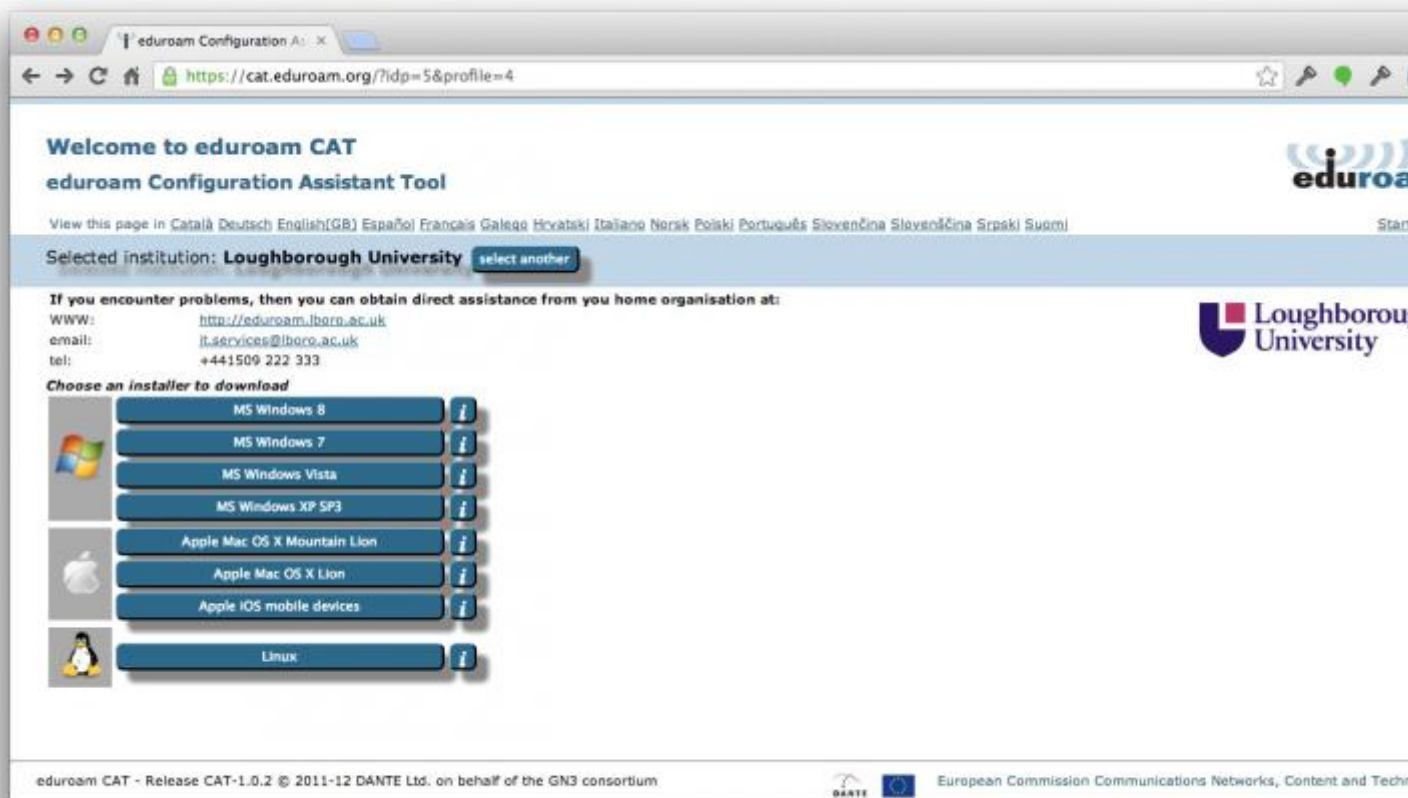 eduroam Configuration A
https://cat.eduroam.org/?idp=5&profile=4
Welcome to eduroam CAT
eduroam Configuration Assistant Tool
eduroa
View this page in Català Deutsch English(GB) Español Français Galego Hrvatski Italiano Norsk Polski Português Slovenčina Slovenščina Srpski Suomi
Start
Selected institution: Loughborough University select another
If you encounter problems, then you can obtain direct assistance from you home organisation at:
WWW: http://eduroam.lboro.ac.uk
email: it.services@lboro.ac.uk
tel: +441509 222 333
Loughboroug
University
Choose an installer to download
MS Windows 8 i
MS Windows 7 i
MS Windows Vista i
MS Windows XP SP3 i
Apple Mac OS X Mountain Lion i
Apple Mac OS X Lion i
Apple iOS mobile devices i
Linux i
eduroam CAT - Release CAT-1.0.2 © 2011-12 DANTE Ltd. on behalf of the GN3 consortium
DANTE
European Commission Communications Networks, Content and Techn